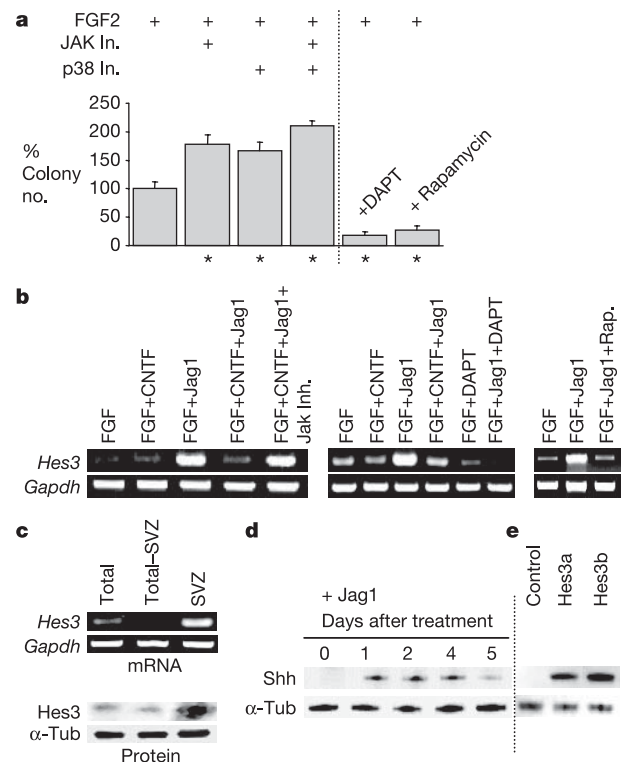 a
FGF2 + + + + + +
JAK In. + +
p38 In. + +
250
200
150
100
50
0
% Colony no.
+DAPT
+ Rapamycin
* * * * *
b
FGF
FGF+CNTF
FGF+Jag1
FGF+CNTF+Jag1
FGF+CNTF+Jag1+
Jak Inh.
FGF
FGF+CNTF
FGF+Jag1
FGF+CNTF+Jag1
FGF+DAPT
FGF+Jag1+DAPT
FGF
FGF+Jag1
FGF+Jag1+Rap.
Hes3
Gapdh
c
Total
Total–SVZ
SVZ
Hes3
Gapdh
mRNA
Hes3
α-Tub
Protein
d
+ Jag1
Days after treatment
0 1 2 4 5
Shh
α-Tub
e
Control
Hes3a
Hes3b